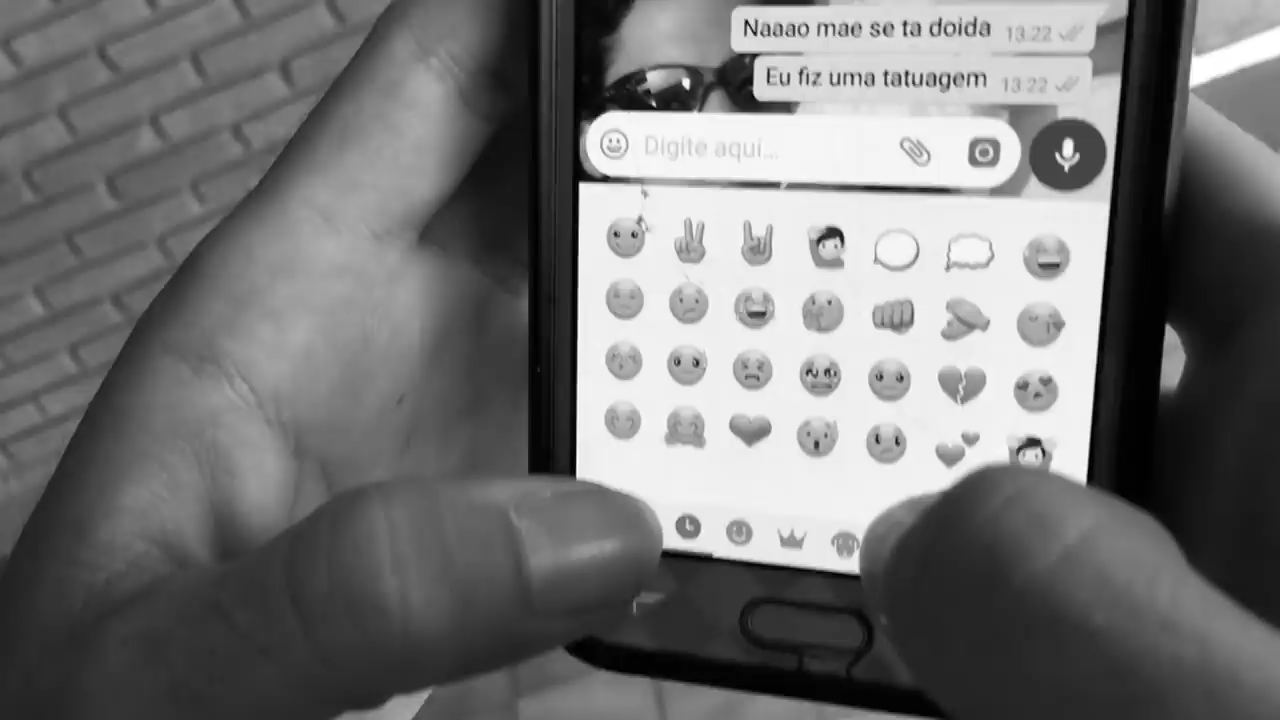 Naaao mae se ta doida 13:22
Eu fiz uma tatuagem 13:22
Digite aqui...